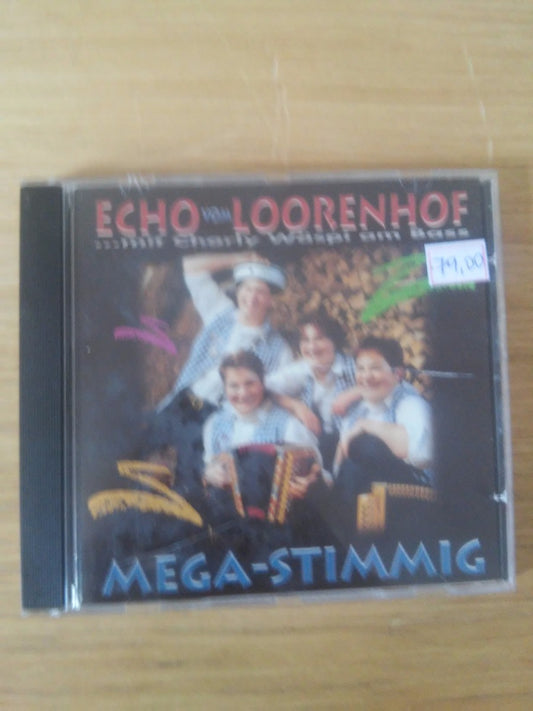 ECHO VOM LOORENHOF
...mit Charly Wäspi am Bass
79,00
MEGA-STIMMIG